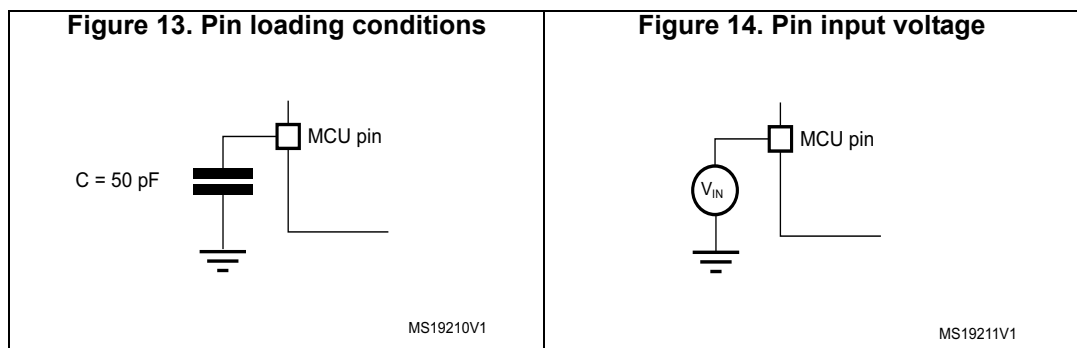 Figure 13. Pin loading conditions
MCU pin
C = 50 pF
MS19210V1
Figure 14. Pin input voltage
MCU pin
VIN
MS19211V1